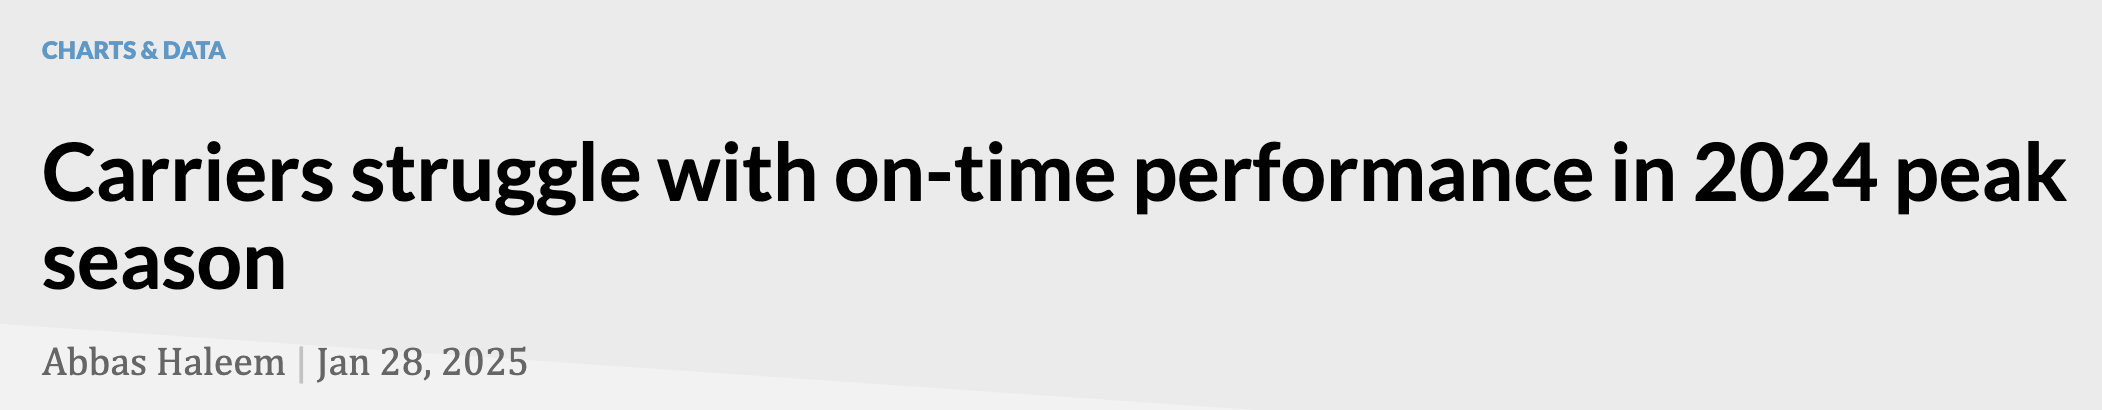 CHARTS & DATA
Carriers struggle with on-time performance in 2024 peak
season
Abbas Haleem | Jan 28, 2025